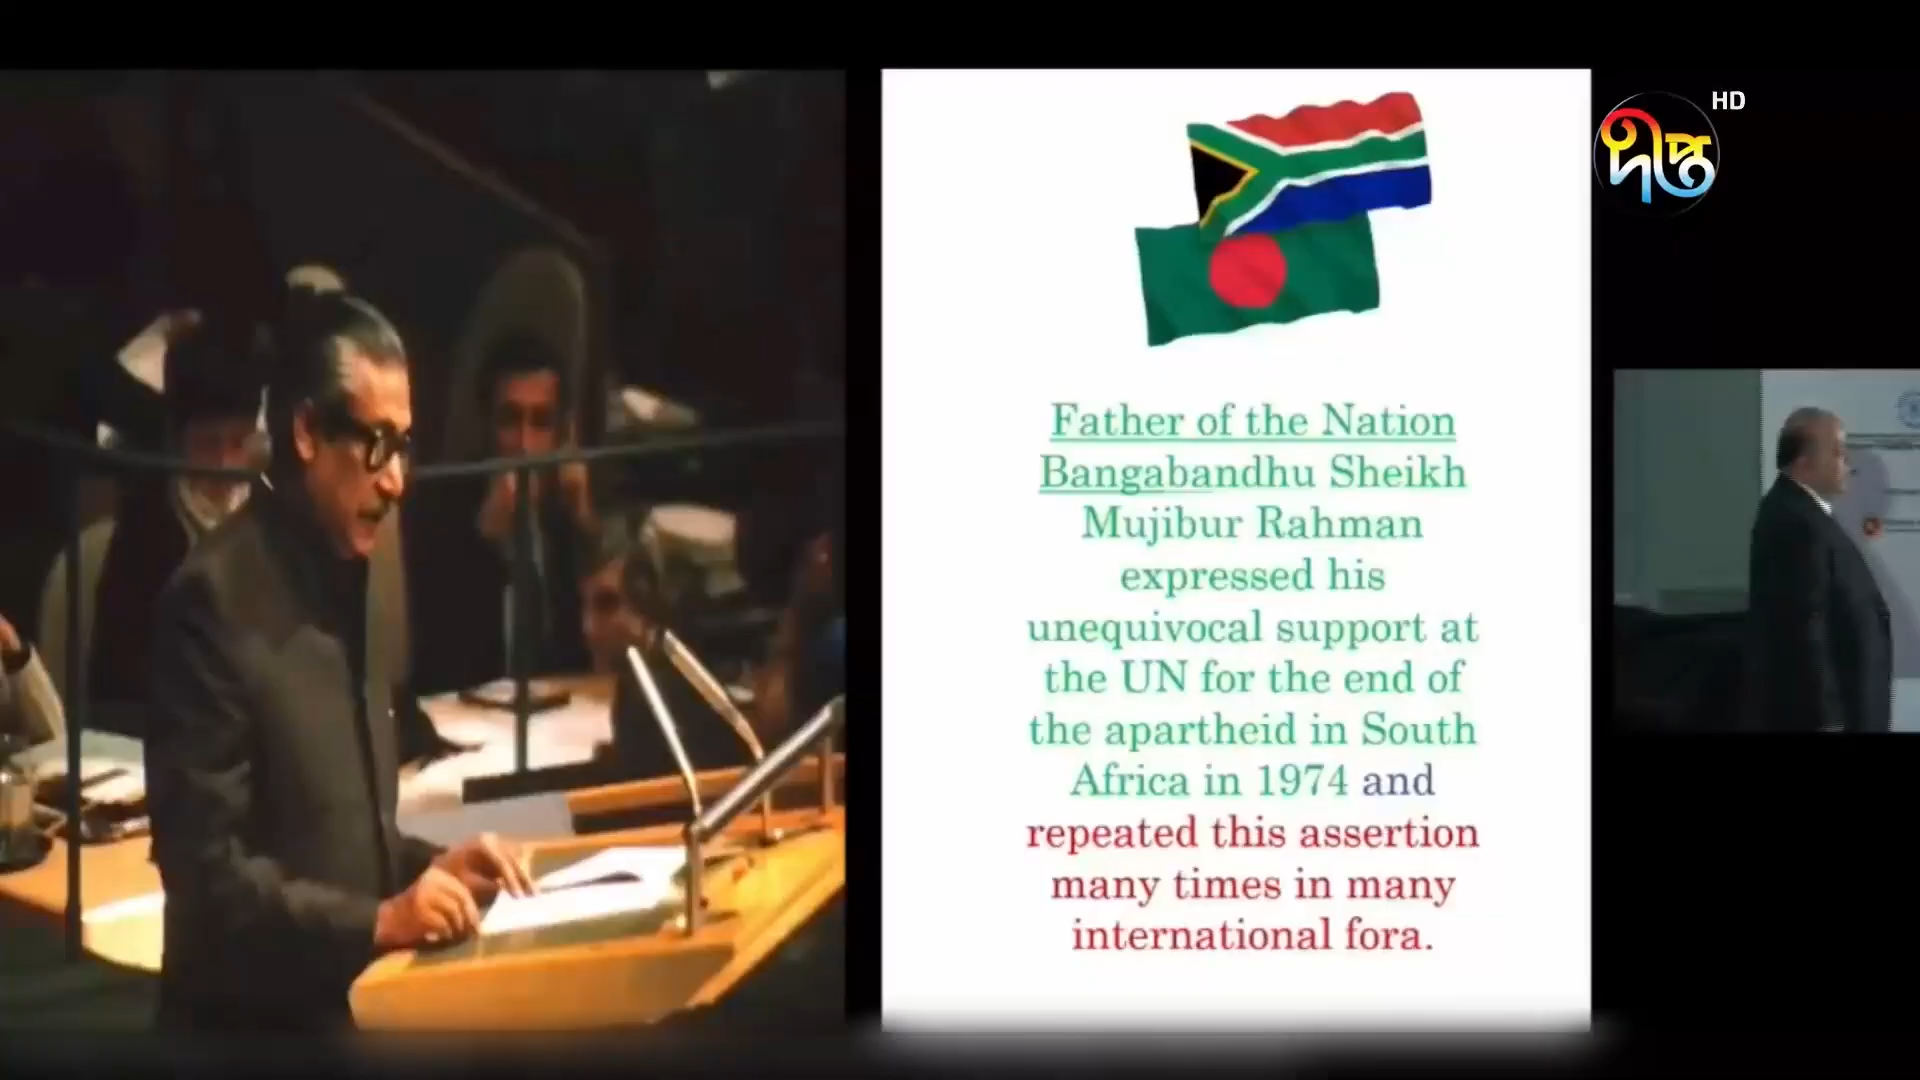 HD
দীপ্ত
Father of the Nation
Bangabandhu Sheikh
Mujibur Rahman
expressed his
unequivocal support at
the UN for the end of
the apartheid in South
Africa in 1974 and
repeated this assertion
many times in many
international fora.